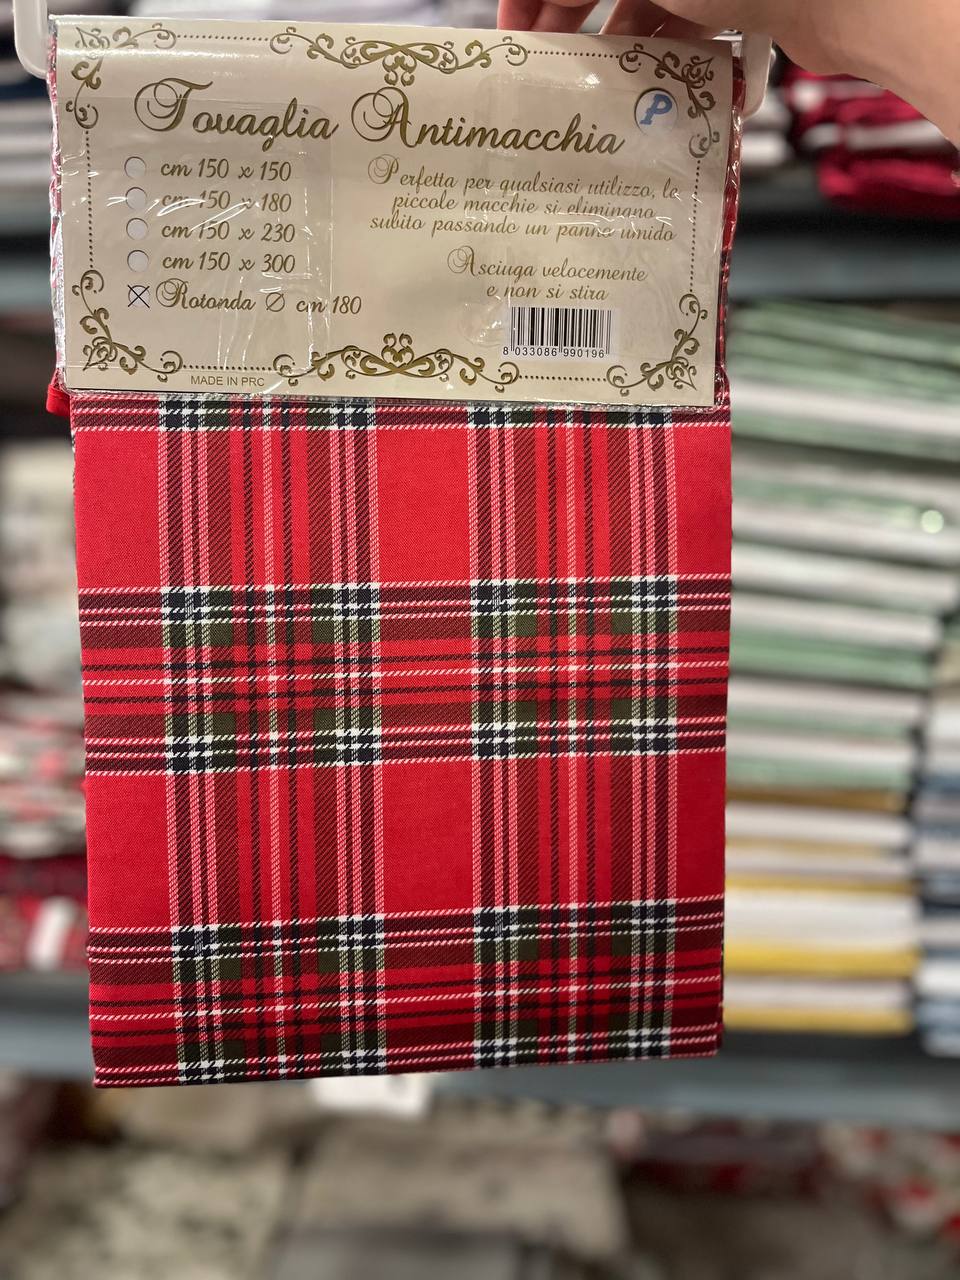 Tovaglia Antimacchia
P
cm 150 x 150
cm 150 x 180
cm 150 x 230
cm 150 x 300
Rotonda Ø cm 180
Perfetta per qualsiasi utilizzo, le
piccole macchie si eliminano
subito passando un panno umido
Asciuga velocemente
e non si stira
8 033086 990196
MADE IN PRC